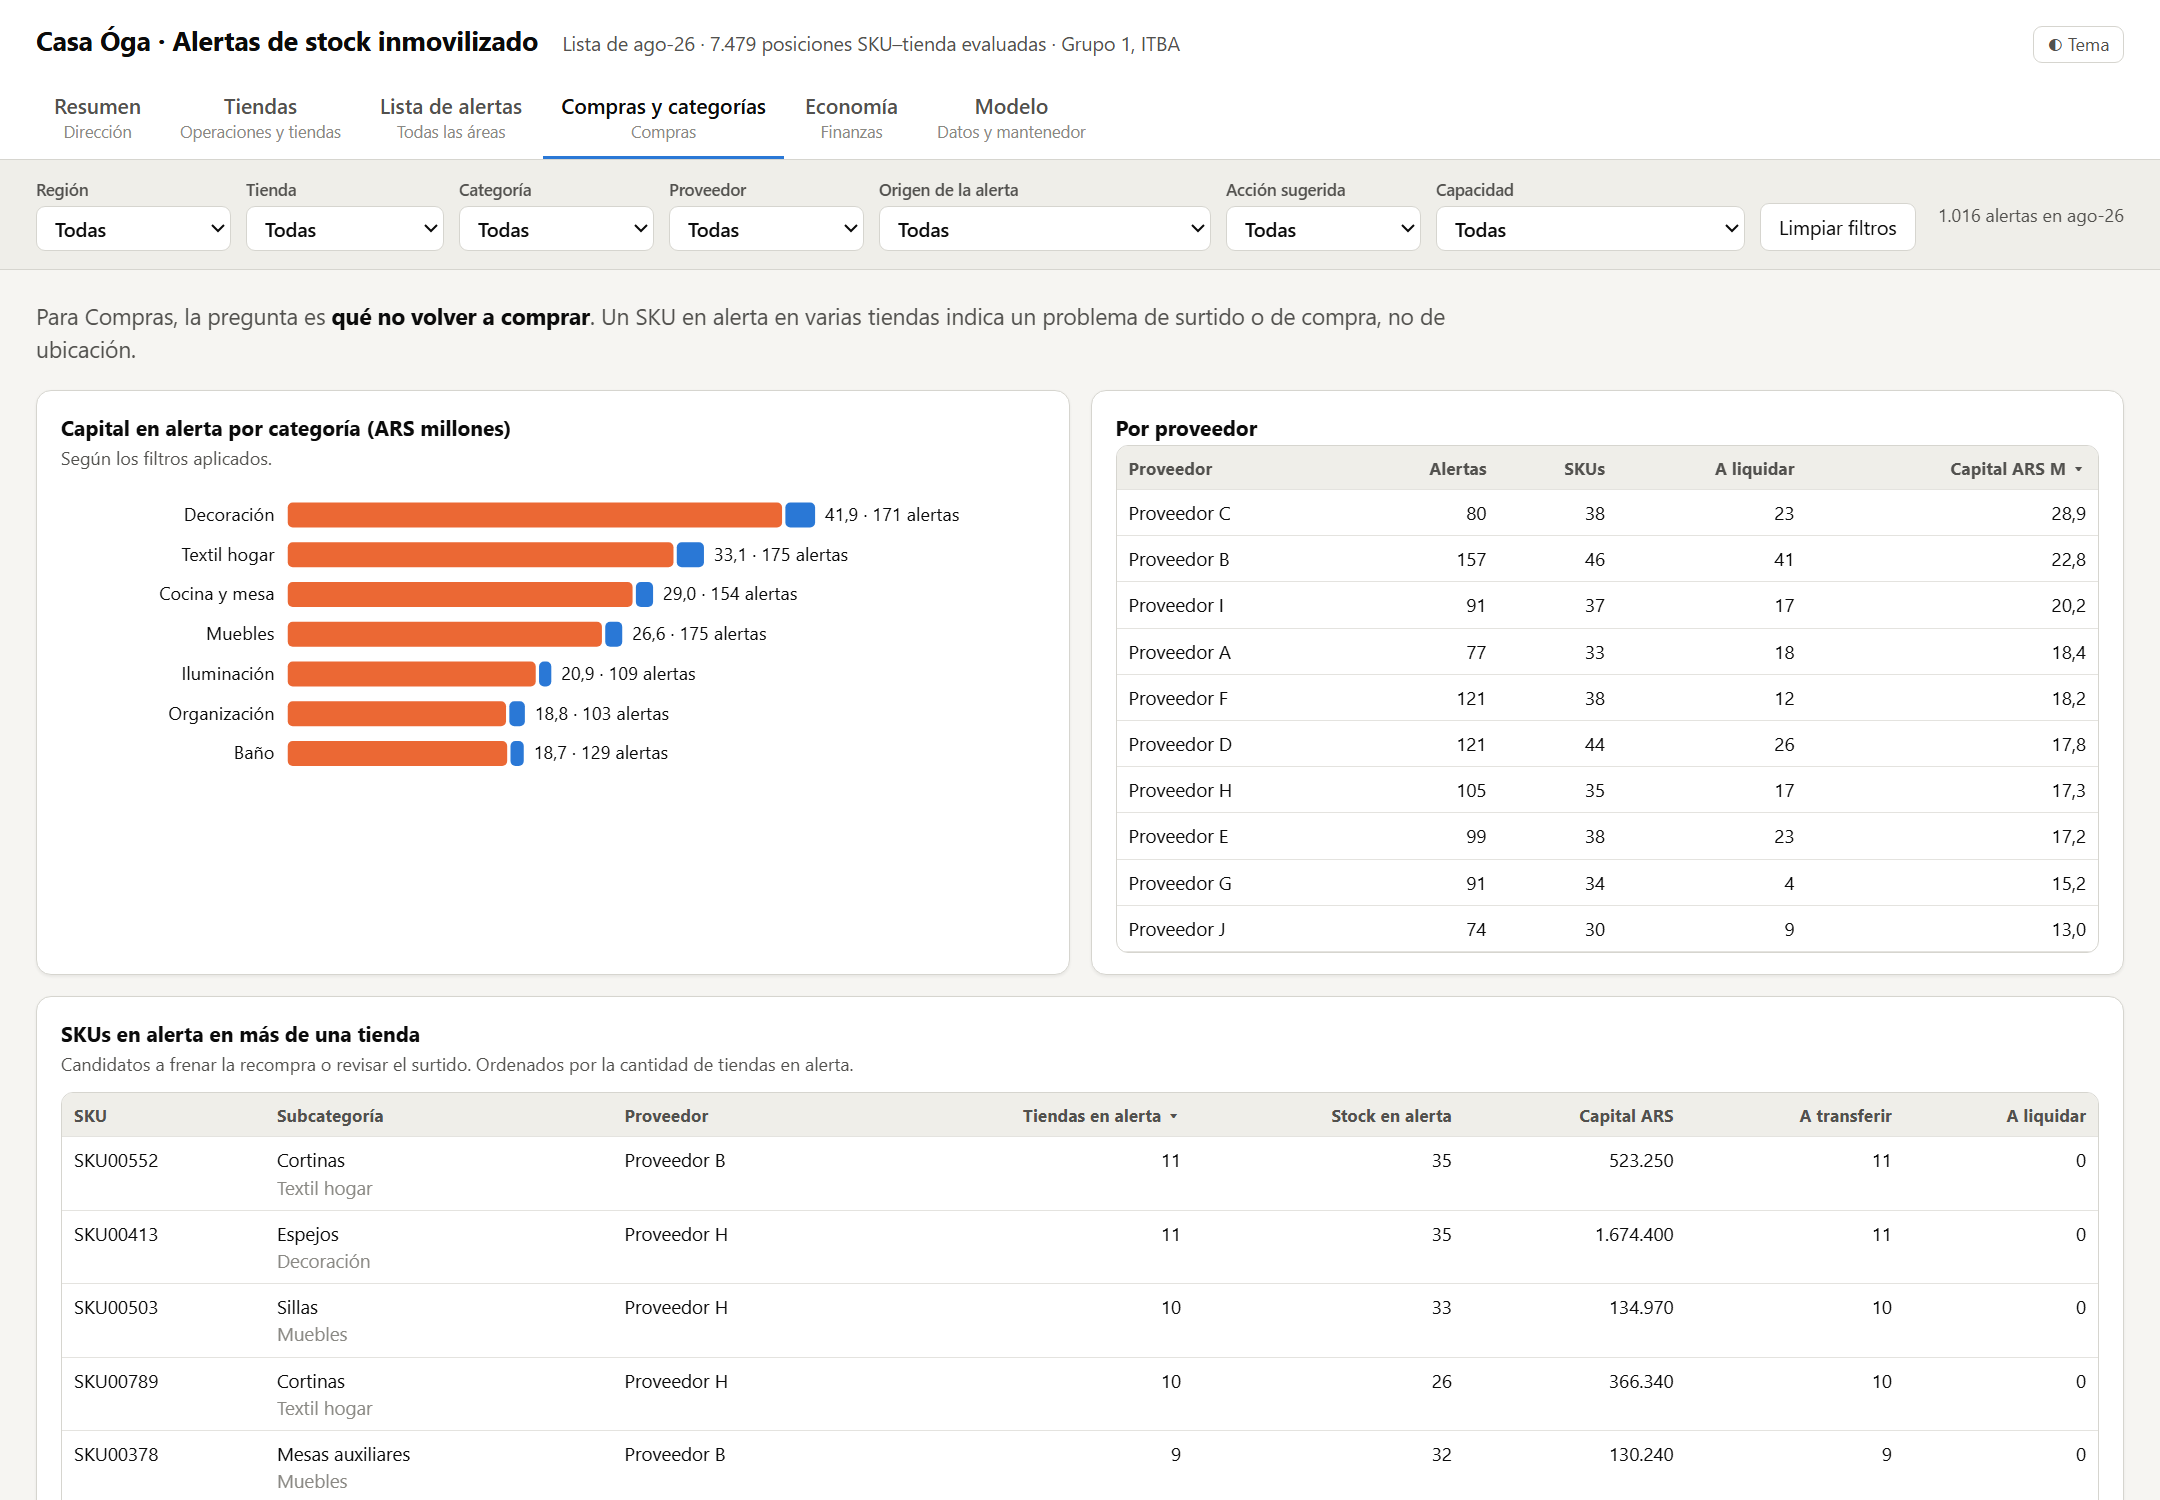 Casa Óga · Alertas de stock inmovilizado
Lista de ago-26 · 7.479 posiciones SKU–tienda evaluadas · Grupo 1, ITBA
Tema
Resumen
Dirección
Tiendas
Operaciones y tiendas
Lista de alertas
Todas las áreas
Compras y categorías
Compras
Economía
Finanzas
Modelo
Datos y mantenedor
Región
Todas
Tienda
Todas
Categoría
Todas
Proveedor
Todas
Origen de la alerta
Todas
Acción sugerida
Todas
Capacidad
Todas
Limpiar filtros
1.016 alertas en ago-26
Para Compras, la pregunta es qué no volver a comprar. Un SKU en alerta en varias tiendas indica un problema de surtido o de compra, no de
ubicación.
Capital en alerta por categoría (ARS millones)
Según los filtros aplicados.
Decoración 41,9 · 171 alertas
Textil hogar 33,1 · 175 alertas
Cocina y mesa 29,0 · 154 alertas
Muebles 26,6 · 175 alertas
Iluminación 20,9 · 109 alertas
Organización 18,8 · 103 alertas
Baño 18,7 · 129 alertas
Por proveedor
Proveedor Alertas SKUs A liquidar Capital ARS M
Proveedor C 80 38 23 28,9
Proveedor B 157 46 41 22,8
Proveedor I 91 37 17 20,2
Proveedor A 77 33 18 18,4
Proveedor F 121 38 12 18,2
Proveedor D 121 44 26 17,8
Proveedor H 105 35 17 17,3
Proveedor E 99 38 23 17,2
Proveedor G 91 34 4 15,2
Proveedor J 74 30 9 13,0
SKUs en alerta en más de una tienda
Candidatos a frenar la recompra o revisar el surtido. Ordenados por la cantidad de tiendas en alerta.
SKU Subcategoría Proveedor Tiendas en alerta Stock en alerta Capital ARS A transferir A liquidar
SKU00552 Cortinas Proveedor B 11 35 523.250 11 0
Textil hogar
SKU00413 Espejos Proveedor H 11 35 1.674.400 11 0
Decoración
SKU00503 Sillas Proveedor H 10 33 134.970 10 0
Muebles
SKU00789 Cortinas Proveedor H 10 26 366.340 10 0
Textil hogar
SKU00378 Mesas auxiliares Proveedor B 9 32 130.240 9 0
Muebles